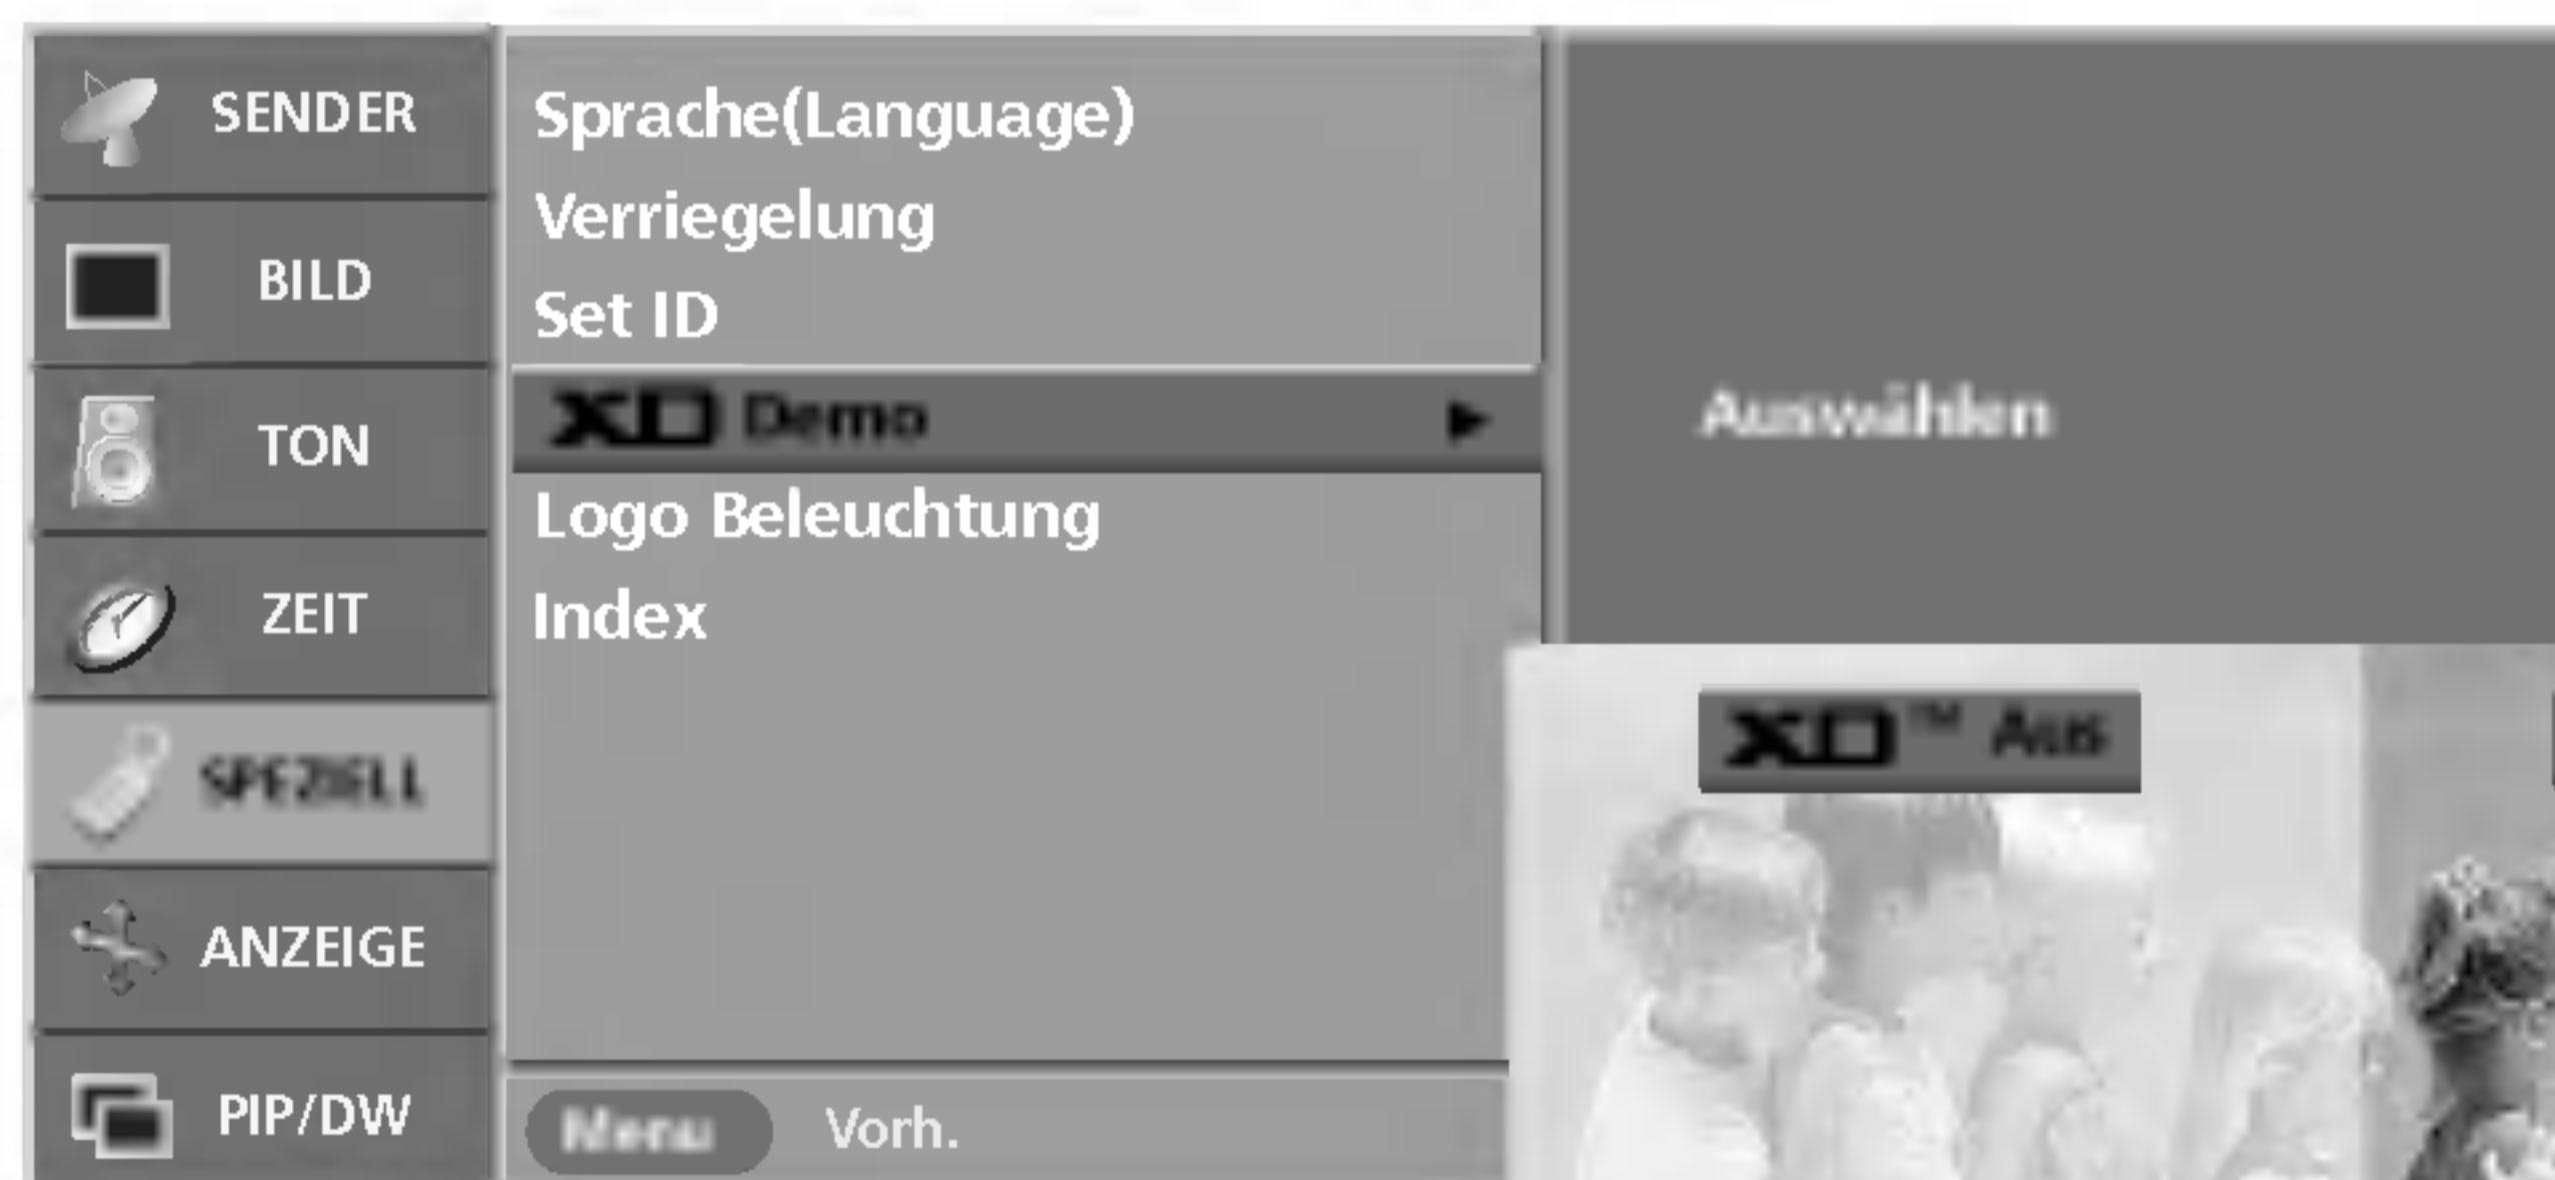 SENDER
BILD
TON
ZEIT
SPEZIELL
ANZEIGE
PIP/DW
Sprache(Language)
Verriegelung
Set ID
XD Demo ►
Logo Beleuchtung
Index
Menu Vorh.
Auswählen
XD™ Aus